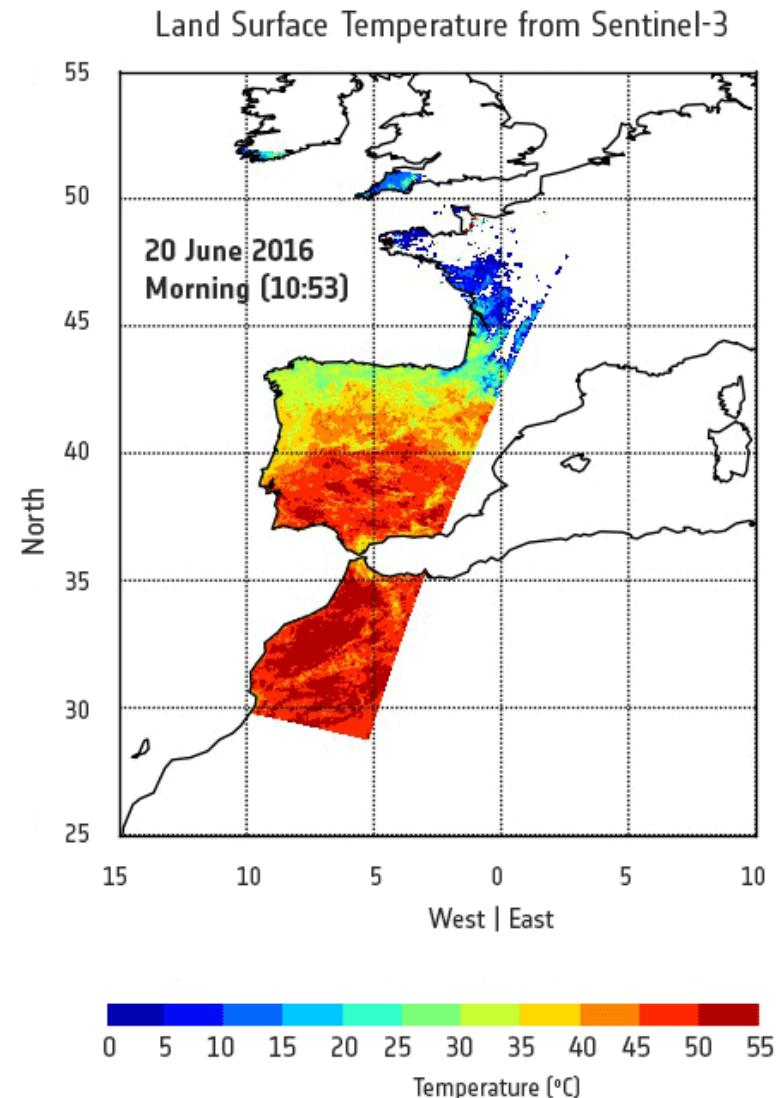 Land Surface Temperature from Sentinel-3
55
50
20 June 2016
Morning (10:53)
45
40
North
35
30
25
15 10 5 0 5 10
West | East
0 5 10 15 20 25 30 35 40 45 50 55
Temperature (ºC)